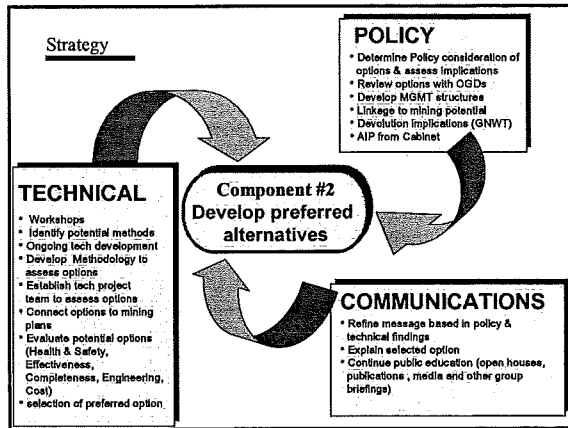 Strategy
POLICY
• Determine Policy consideration of
options & assess implications
• Review options with OGDs
• Develop MGMT structures
• Linkage to mining potential
• Devolution implications (GNWT)
• AIP from Cabinet
Component #2
Develop preferred
alternatives
TECHNICAL
• Workshops
• Identify potential methods
• Ongoing tech development
• Develop Methodology to
assess options
• Establish tech project
team to assess options
• Connect options to mining
plans
• Evaluate potential options
(Health & Safety,
Effectiveness,
Completeness, Engineering,
Cost)
• selection of preferred option
COMMUNICATIONS
• Refine message based in policy &
technical findings
• Explain selected option
• Continue public education (open houses,
publications , media and other group
briefings)